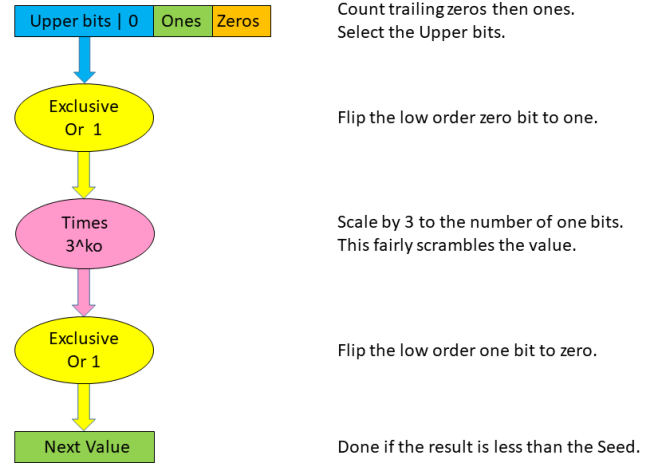 Upper bits | 0 Ones Zeros
Count trailing zeros then ones.
Select the Upper bits.
Exclusive
Or 1
Flip the low order zero bit to one.
Times
3^ko
Scale by 3 to the number of one bits.
This fairly scrambles the value.
Exclusive
Or 1
Flip the low order one bit to zero.
Next Value
Done if the result is less than the Seed.